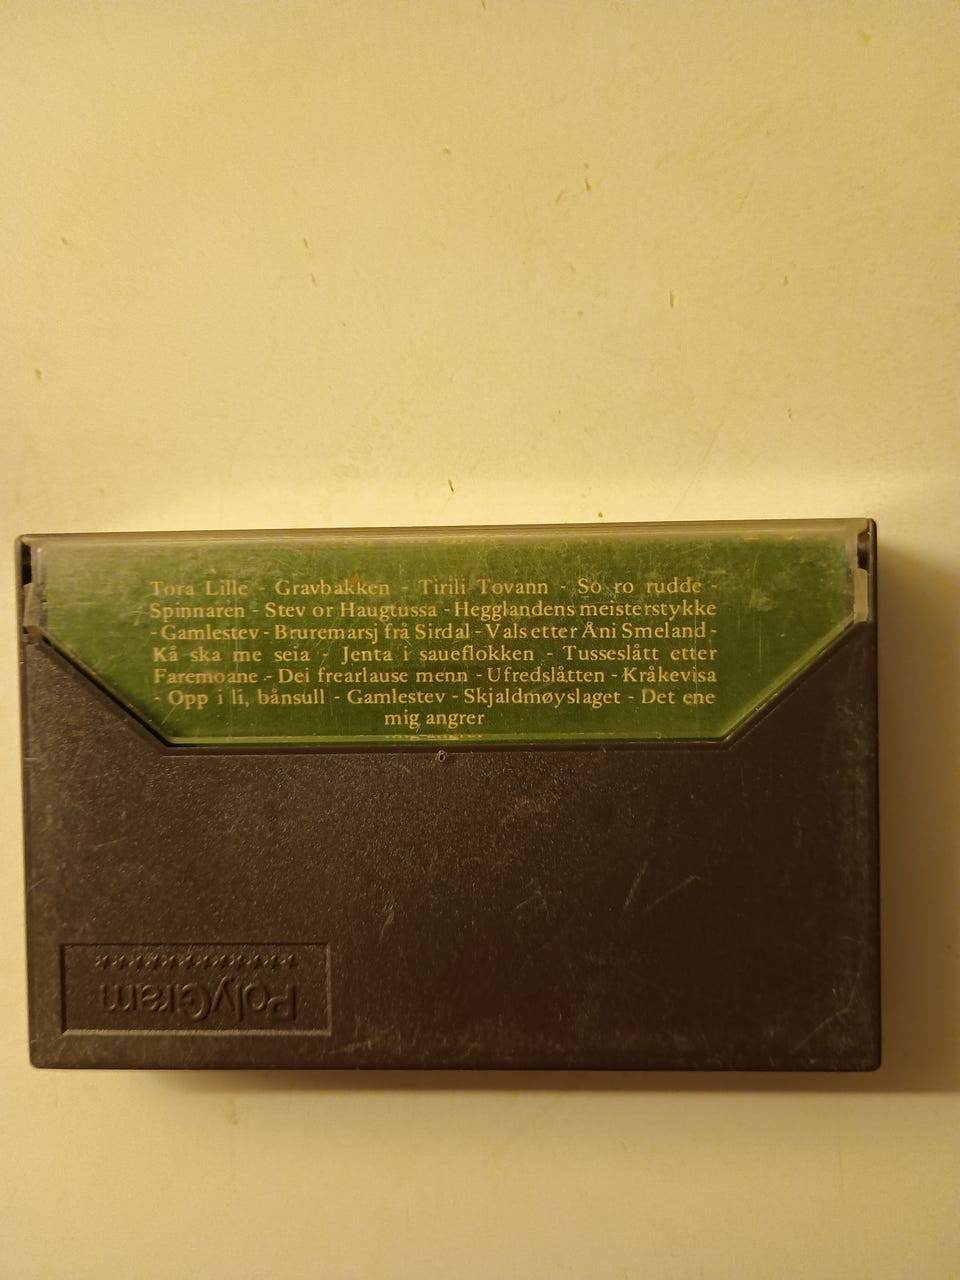 Tora Lille - Gravbakken - Tirili Tovann - So ro rudde -
Spinnaren - Stev or Haugtussa - Hegglandens meisterstykke
- Gamlestev - Bruremarsj frå Sirdal - Vals etter Åni Smeland -
Kå ska me seia - Jenta i saueflokken - Tusseslått etter
Faremoane - Dei frearlause menn - Ufredslåtten - Kråkevisa
- Opp i li, bånsull - Gamlestev - Skjaldmøyslaget - Det ene
mig angrer
PolyGram